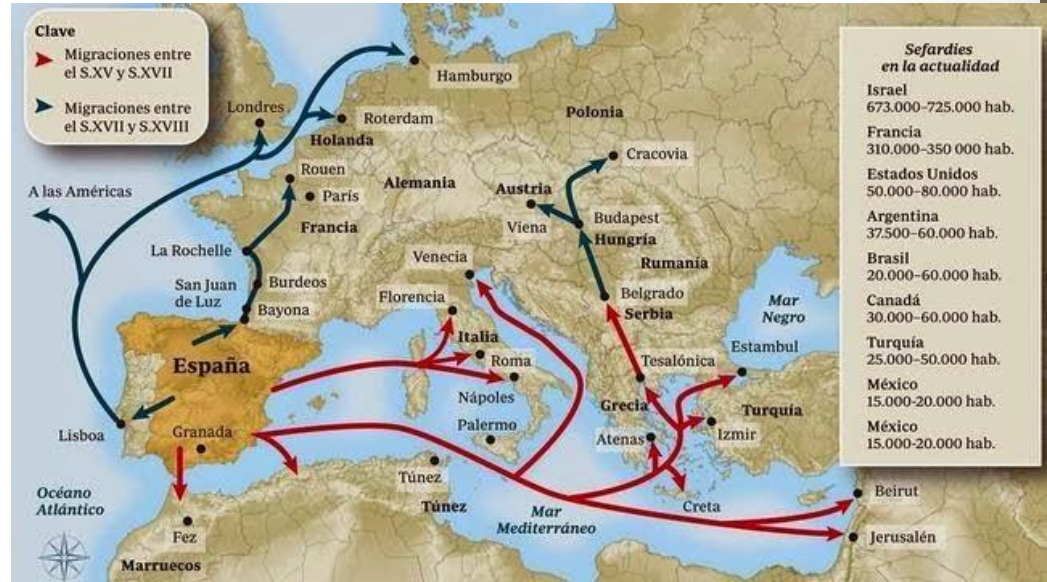 Clave
Migraciones entre
el S.XV y S.XVII
Migraciones entre
el S.XVII y S.XVIII
Sefardies
en la actualidad
Israel
673.000–725.000 hab.
Francia
310.000–350 000 hab.
Estados Unidos
50.000–80.000 hab.
Argentina
37.500–60.000 hab.
Brasil
20.000–60.000 hab.
Canadá
30.000–60.000 hab.
Turquía
25.000–50.000 hab.
México
15.000-20.000 hab.
México
15.000-20.000 hab.
Hamburgo
Londres
Roterdam
Holanda
Polonia
Cracovia
Rouen
París
Francia
Alemania
Austria
Viena
Budapest
Hungría
A las Américas
La Rochelle
Burdeos
San Juan
de Luz
Bayona
Venecia
Rumanía
Belgrado
Serbia
Florencia
Italia
Roma
Nápoles
Mar
Negro
Estambul
España
Tesalónica
Grecia
Turquía
Izmir
Atenas
Palermo
Lisboa
Granada
Túnez
Túnez
Creta
Beirut
Jerusalén
Océano
Atlántico
Mar
Mediterráneo
Fez
Marruecos